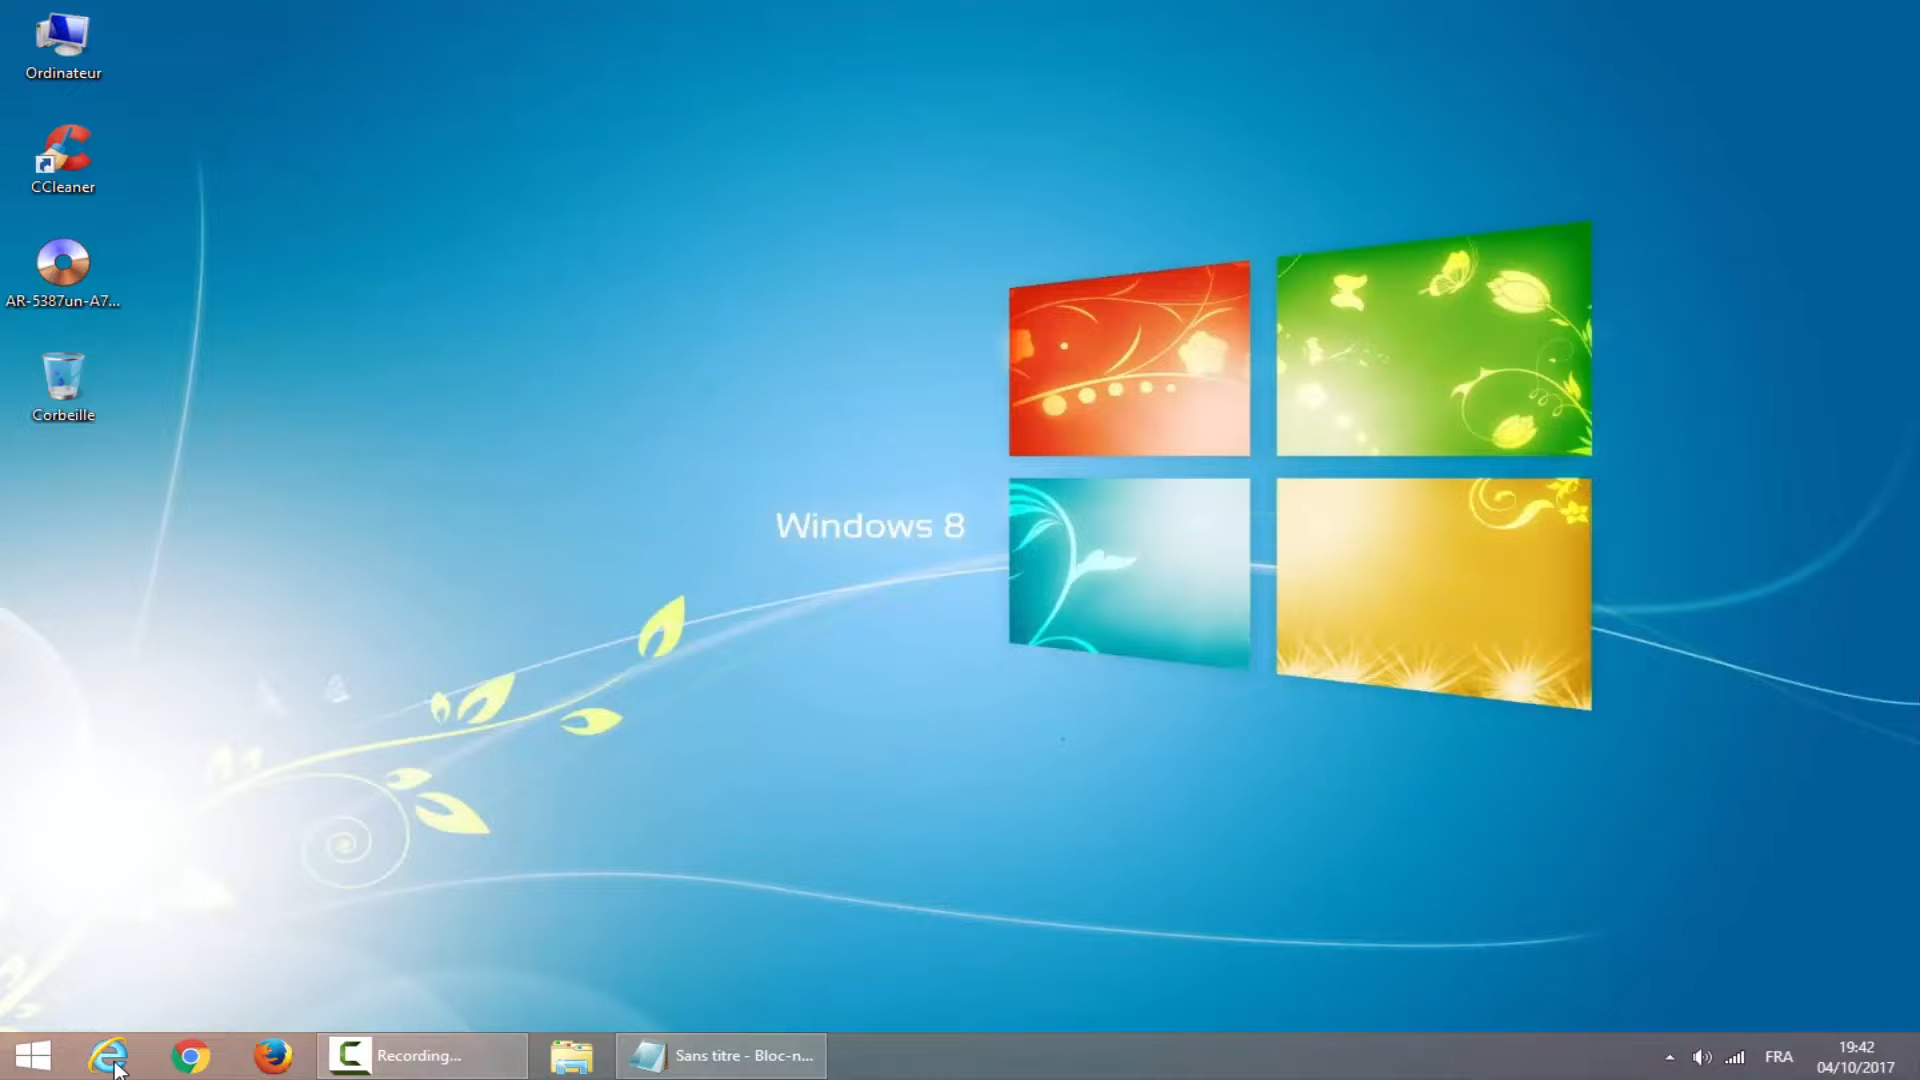 Ordinateur
CCleaner
AR-5387un-A7...
Corbeille
Windows 8
Recording...
Sans titre - Bloc-n...
FRA
19:42
04/10/2017